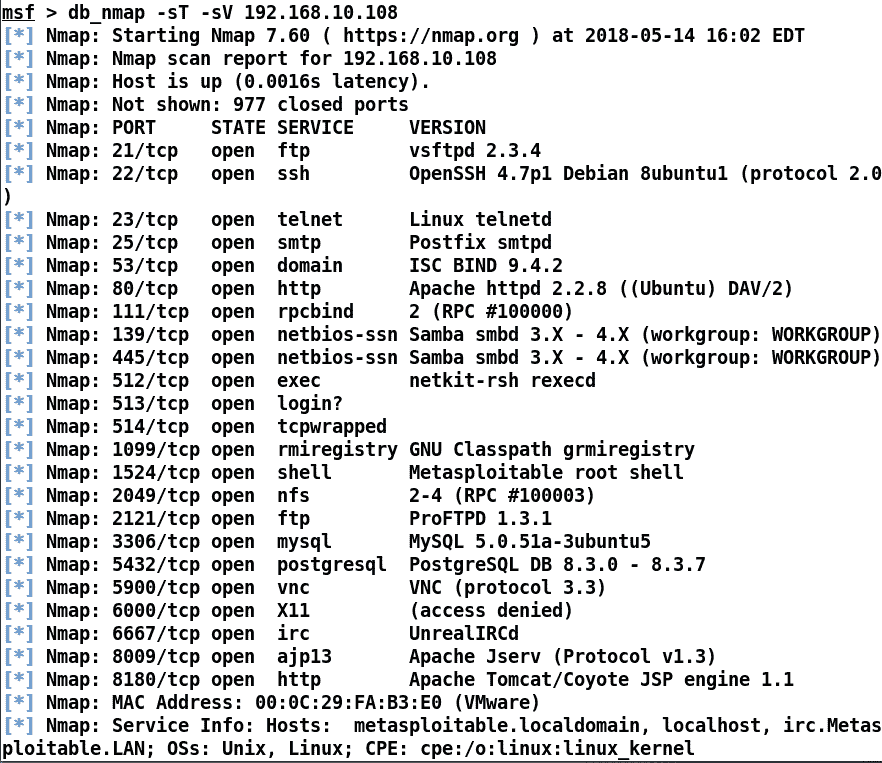 msf > db_nmap -sT -sV 192.168.10.108
[*] Nmap: Starting Nmap 7.60 ( https://nmap.org ) at 2018-05-14 16:02 EDT
[*] Nmap: Nmap scan report for 192.168.10.108
[*] Nmap: Host is up (0.0016s latency).
[*] Nmap: Not shown: 977 closed ports
[*] Nmap: PORT     STATE SERVICE     VERSION
[*] Nmap: 21/tcp   open  ftp         vsftpd 2.3.4
[*] Nmap: 22/tcp   open  ssh         OpenSSH 4.7p1 Debian 8ubuntu1 (protocol 2.0
)
[*] Nmap: 23/tcp   open  telnet      Linux telnetd
[*] Nmap: 25/tcp   open  smtp        Postfix smtpd
[*] Nmap: 53/tcp   open  domain      ISC BIND 9.4.2
[*] Nmap: 80/tcp   open  http        Apache httpd 2.2.8 ((Ubuntu) DAV/2)
[*] Nmap: 111/tcp  open  rpcbind     2 (RPC #100000)
[*] Nmap: 139/tcp  open  netbios-ssn Samba smbd 3.X - 4.X (workgroup: WORKGROUP)
[*] Nmap: 445/tcp  open  netbios-ssn Samba smbd 3.X - 4.X (workgroup: WORKGROUP)
[*] Nmap: 512/tcp  open  exec        netkit-rsh rexecd
[*] Nmap: 513/tcp  open  login?
[*] Nmap: 514/tcp  open  tcpwrapped
[*] Nmap: 1099/tcp open  rmiregistry GNU Classpath grmiregistry
[*] Nmap: 1524/tcp open  shell       Metasploitable root shell
[*] Nmap: 2049/tcp open  nfs         2-4 (RPC #100003)
[*] Nmap: 2121/tcp open  ftp         ProFTPD 1.3.1
[*] Nmap: 3306/tcp open  mysql       MySQL 5.0.51a-3ubuntu5
[*] Nmap: 5432/tcp open  postgresql  PostgreSQL DB 8.3.0 - 8.3.7
[*] Nmap: 5900/tcp open  vnc         VNC (protocol 3.3)
[*] Nmap: 6000/tcp open  X11         (access denied)
[*] Nmap: 6667/tcp open  irc         UnrealIRCd
[*] Nmap: 8009/tcp open  ajp13       Apache Jserv (Protocol v1.3)
[*] Nmap: 8180/tcp open  http        Apache Tomcat/Coyote JSP engine 1.1
[*] Nmap: MAC Address: 00:0C:29:FA:B3:E0 (VMware)
[*] Nmap: Service Info: Hosts:  metasploitable.localdomain, localhost, irc.Metas
ploitable.LAN; OSs: Unix, Linux; CPE: cpe:/o:linux:linux_kernel